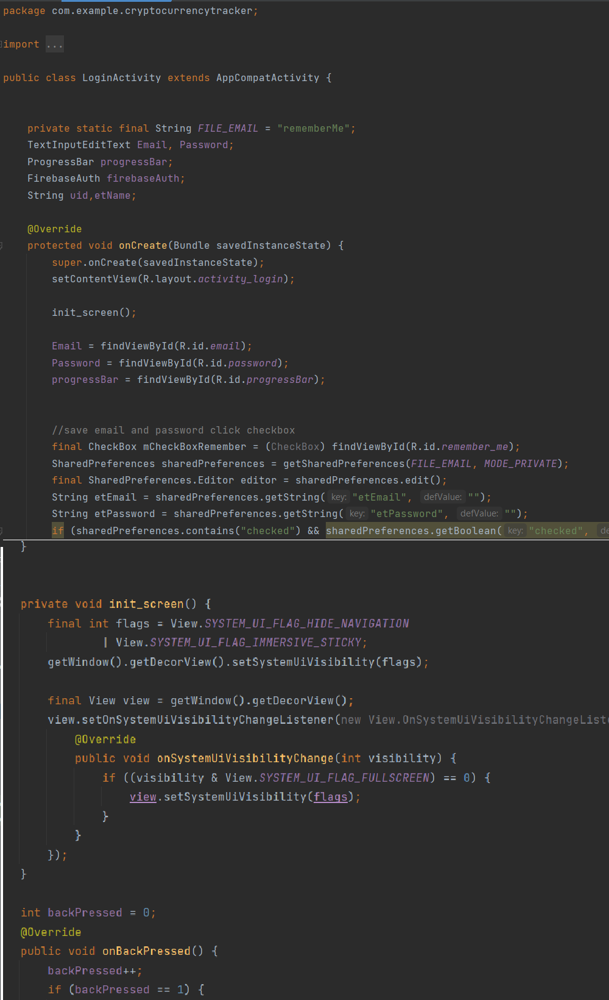 package com.example.cryptocurrencytracker;
import ...
public class LoginActivity extends AppCompatActivity {
private static final String FILE_EMAIL = "rememberMe";
TextInputEditText Email, Password;
ProgressBar progressBar;
FirebaseAuth firebaseAuth;
String uid,etName;
@Override
protected void onCreate(Bundle savedInstanceState) {
super.onCreate(savedInstanceState);
setContentView(R.layout.activity_login);
init_screen();
Email = findViewById(R.id.email);
Password = findViewById(R.id.password);
progressBar = findViewById(R.id.progressBar);
//save email and password click checkbox
final CheckBox mCheckBoxRemember = (CheckBox) findViewById(R.id.remember_me);
SharedPreferences sharedPreferences = getSharedPreferences(FILE_EMAIL, MODE_PRIVATE);
final SharedPreferences.Editor editor = sharedPreferences.edit();
String etEmail = sharedPreferences.getString( key: "etEmail", defValue: "");
String etPassword = sharedPreferences.getString( key: "etPassword", defValue: "");
if (sharedPreferences.contains("checked") && sharedPreferences.getBoolean( key: "checked", de
}
private void init_screen() {
final int flags = View.SYSTEM_UI_FLAG_HIDE_NAVIGATION
| View.SYSTEM_UI_FLAG_IMMERSIVE_STICKY;
getWindow().getDecorView().setSystemUiVisibility(flags);
final View view = getWindow().getDecorView();
view.setOnSystemUiVisibilityChangeListener(new View.OnSystemUiVisibilityChangeListe
@Override
public void onSystemUiVisibilityChange(int visibility) {
if ((visibility & View.SYSTEM_UI_FLAG_FULLSCREEN) == 0) {
view.setSystemUiVisibility(flags);
}
}
});
}
int backPressed = 0;
@Override
public void onBackPressed() {
backPressed++;
if (backPressed == 1) {